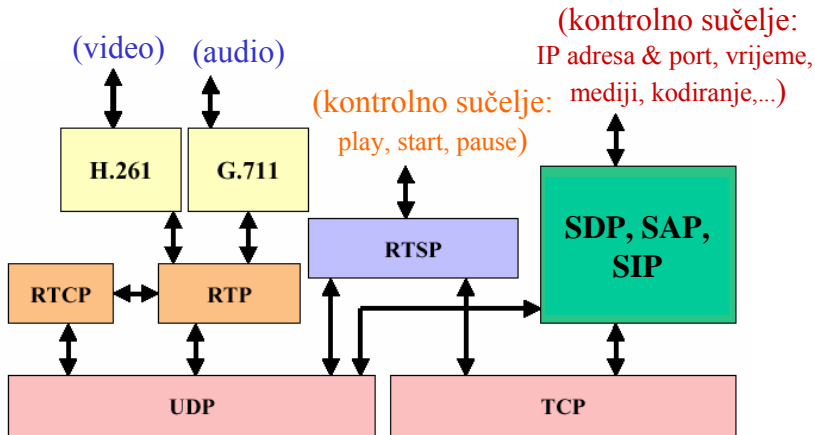 (video)
(audio)
(kontrolno sučelje:
IP adresa & port, vrijeme,
mediji, kodiranje,...)
(kontrolno sučelje:
play, start, pause)
H.261
G.711
SDP, SAP,
SIP
RTSP
RTCP
RTP
UDP
TCP